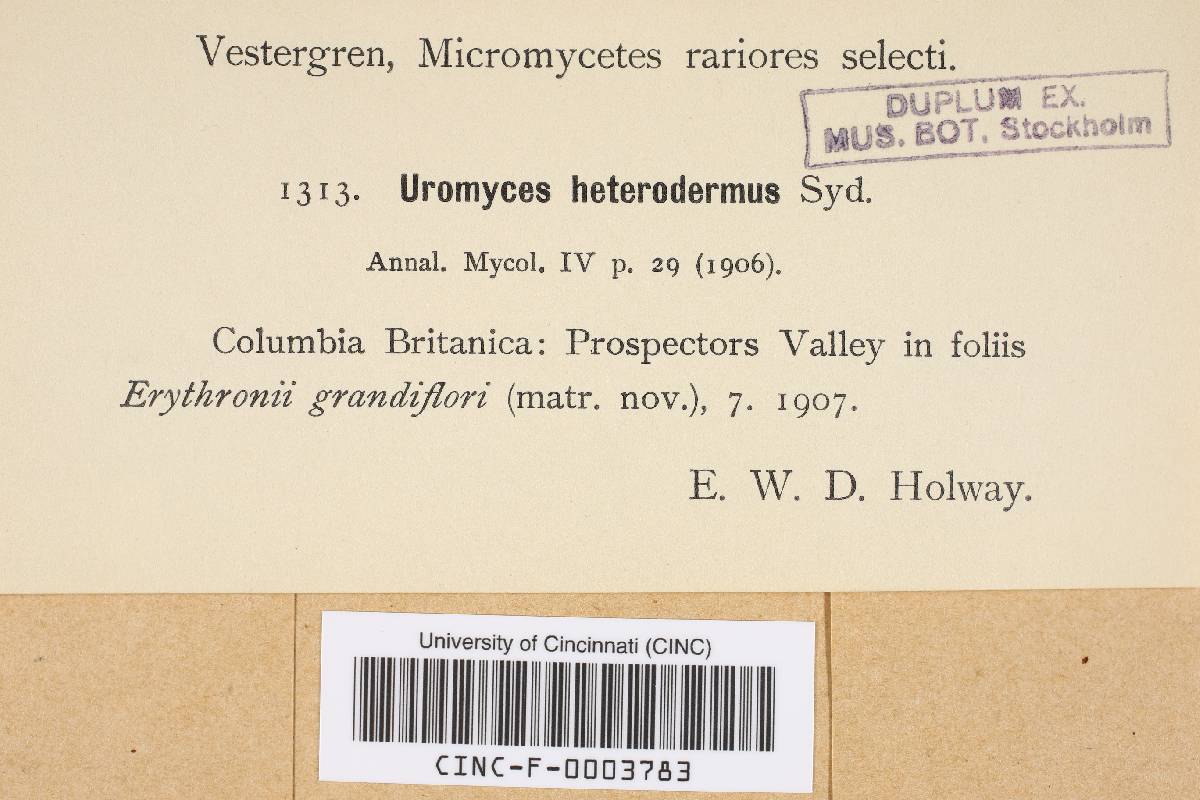 Vestergren, Micromycetes rariores selecti.
DUPLUM EX.
MUS. BOT. Stockholm
1313. Uromyces heterodermus Syd.
Annal. Mycol. IV p. 29 (1906).
Columbia Britanica: Prospectors Valley in foliis
Erythronii grandiflori (matr. nov.), 7. 1907.
E. W. D. Holway.
University of Cincinnati (CINC)
CINC-F-0003783